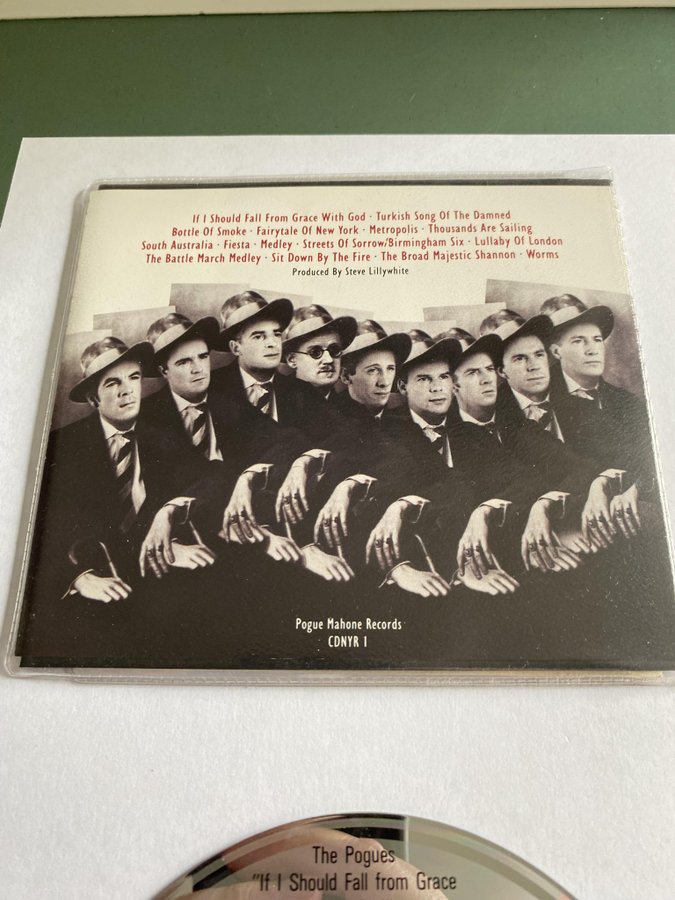 If I Should Fall From Grace With God · Turkish Song Of The Damned
Bottle Of Smoke · Fairytale Of New York · Metropolis · Thousands Are Sailing
South Australia · Fiesta · Medley · Streets Of Sorrow/Birmingham Six · Lullaby Of London
The Battle March Medley · Sit Down By The Fire · The Broad Majestic Shannon · Worms
Produced By Steve Lillywhite
Pogue Mahone Records
CDNYR 1
The Pogues
"If I Should Fall from Grace